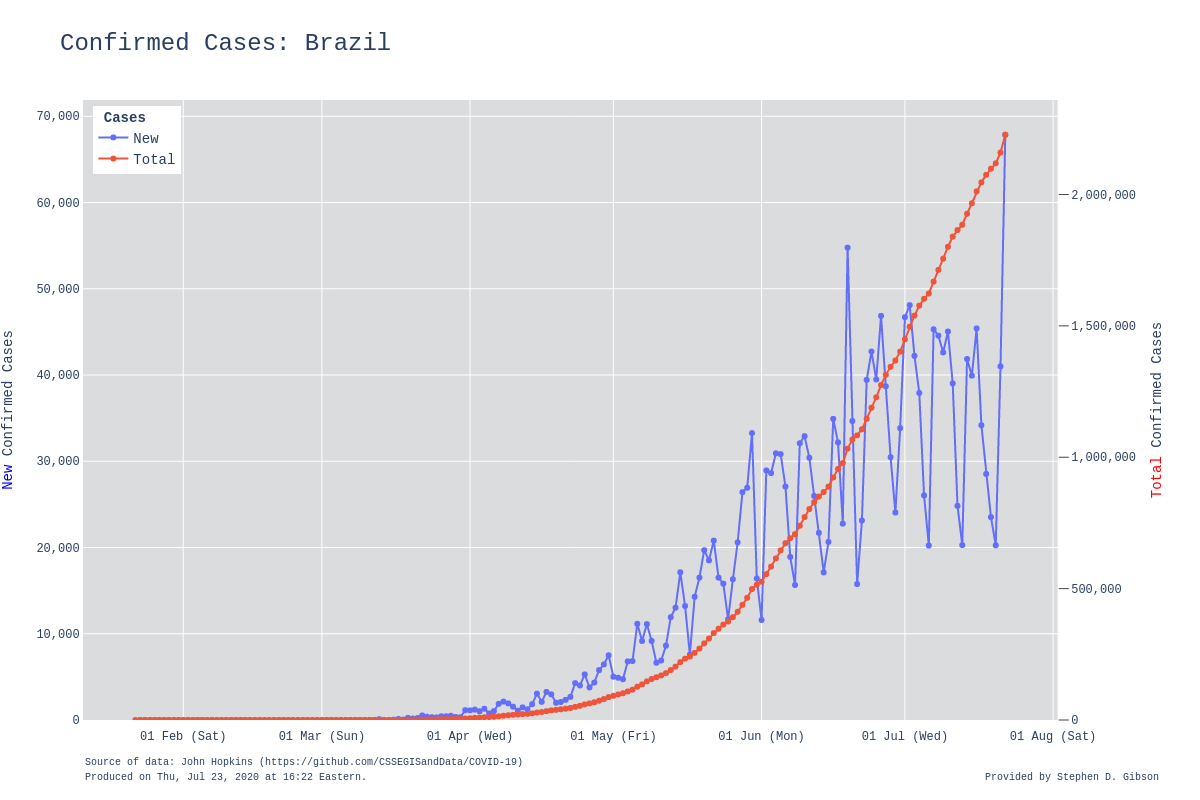 Confirmed Cases: Brazil
Cases
New
Total
70,000
60,000
50,000
40,000
30,000
20,000
10,000
0
New Confirmed Cases
2,000,000
1,500,000
1,000,000
500,000
0
Total Confirmed Cases
01 Feb (Sat)
01 Mar (Sun)
01 Apr (Wed)
01 May (Fri)
01 Jun (Mon)
01 Jul (Wed)
01 Aug (Sat)
Source of data: John Hopkins (https://github.com/CSSEGISandData/COVID-19)
Produced on Thu, Jul 23, 2020 at 16:22 Eastern.
Provided by Stephen D. Gibson